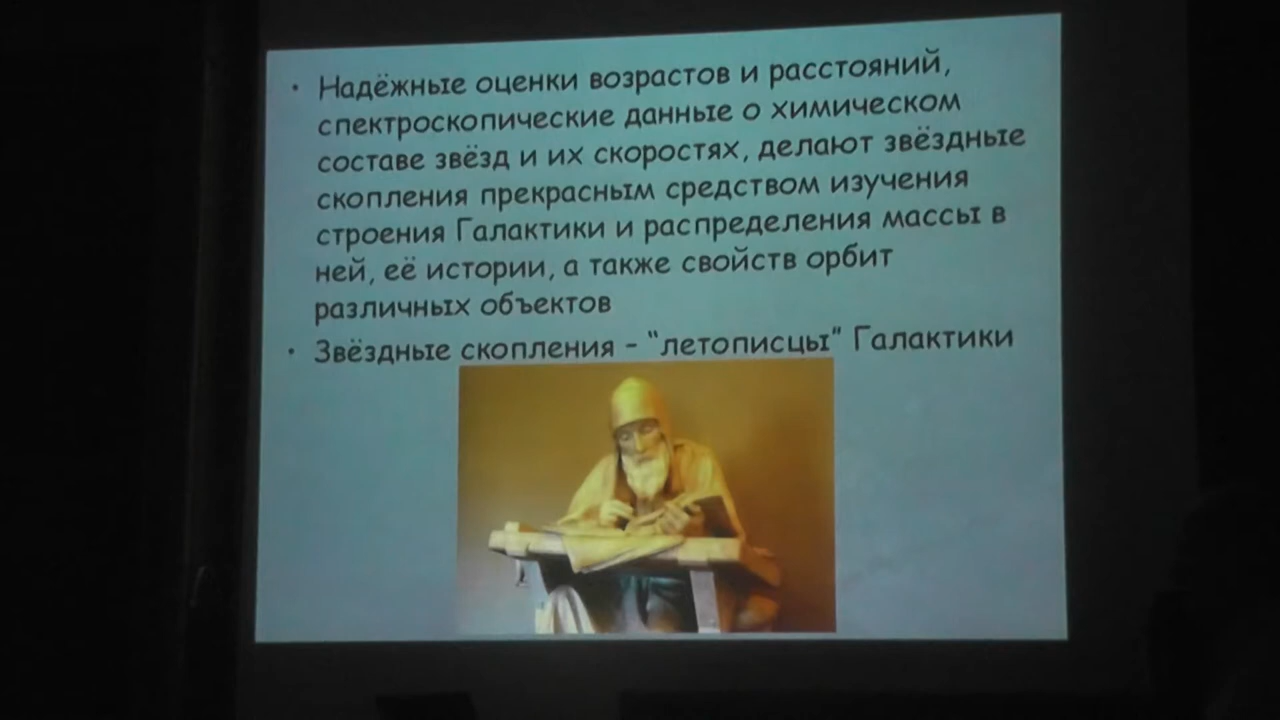 • Надёжные оценки возрастов и расстояний,
спектроскопические данные о химическом
составе звёзд и их скоростях, делают звёздные
скопления прекрасным средством изучения
строения Галактики и распределения массы в
ней, её истории, а также свойств орбит
различных объектов
• Звёздные скопления – "летописцы" Галактики